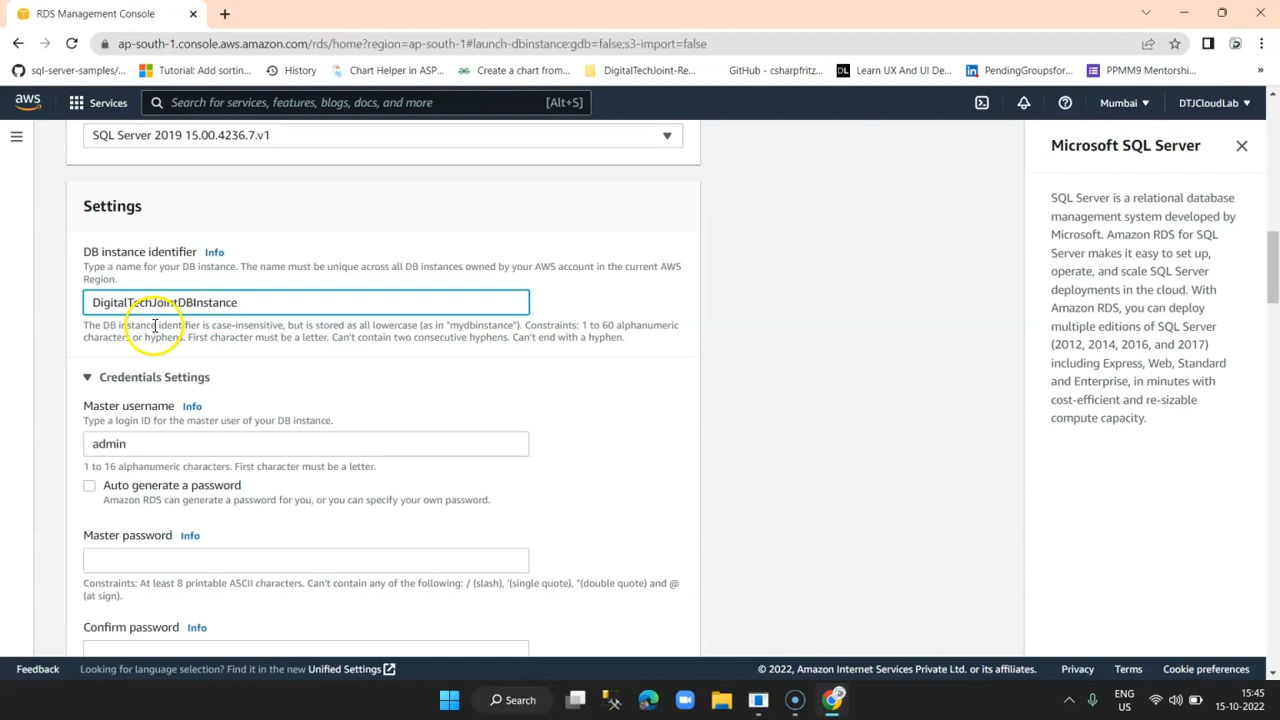 RDS Management Console
ap-south-1.console.aws.amazon.com/rds/home?region=ap-south-1#launch-dbinstance:gdb=false;s3-import=false
sql-server-samples/...
Tutorial: Add sortin...
History
Chart Helper in ASP...
Create a chart from...
DigitalTechJoint-Re...
GitHub - csharpfritz...
DL
Learn UX And UI De...
PendingGroupsfor...
PPMM9 Mentorshi...
»
aws
Services
Search for services, features, blogs, docs, and more
[Alt+S]
Mumbai
DTJCloudLab
SQL Server 2019 15.00.4236.7.v1
Settings
DB instance identifier Info
Type a name for your DB instance. The name must be unique across all DB instances owned by your AWS account in the current AWS
Region.
DigitalTechJointDBInstance
The DB instance identifier is case-insensitive, but is stored as all lowercase (as in "mydbinstance"). Constraints: 1 to 60 alphanumeric
characters or hyphens. First character must be a letter. Can't contain two consecutive hyphens. Can't end with a hyphen.
Credentials Settings
Master username Info
Type a login ID for the master user of your DB instance.
admin
1 to 16 alphanumeric characters. First character must be a letter.
Auto generate a password
Amazon RDS can generate a password for you, or you can specify your own password.
Master password Info
Constraints: At least 8 printable ASCII characters. Can't contain any of the following: / (slash), '(single quote), "(double quote) and @
(at sign).
Confirm password Info
Microsoft SQL Server
SQL Server is a relational database
management system developed by
Microsoft. Amazon RDS for SQL
Server makes it easy to set up,
operate, and scale SQL Server
deployments in the cloud. With
Amazon RDS, you can deploy
multiple editions of SQL Server
(2012, 2014, 2016, and 2017)
including Express, Web, Standard
and Enterprise, in minutes with
cost-efficient and re-sizable
compute capacity.
Feedback
Looking for language selection? Find it in the new Unified Settings
© 2022, Amazon Internet Services Private Ltd. or its affiliates.
Privacy
Terms
Cookie preferences
Search
ENG
US
15:45
15-10-2022